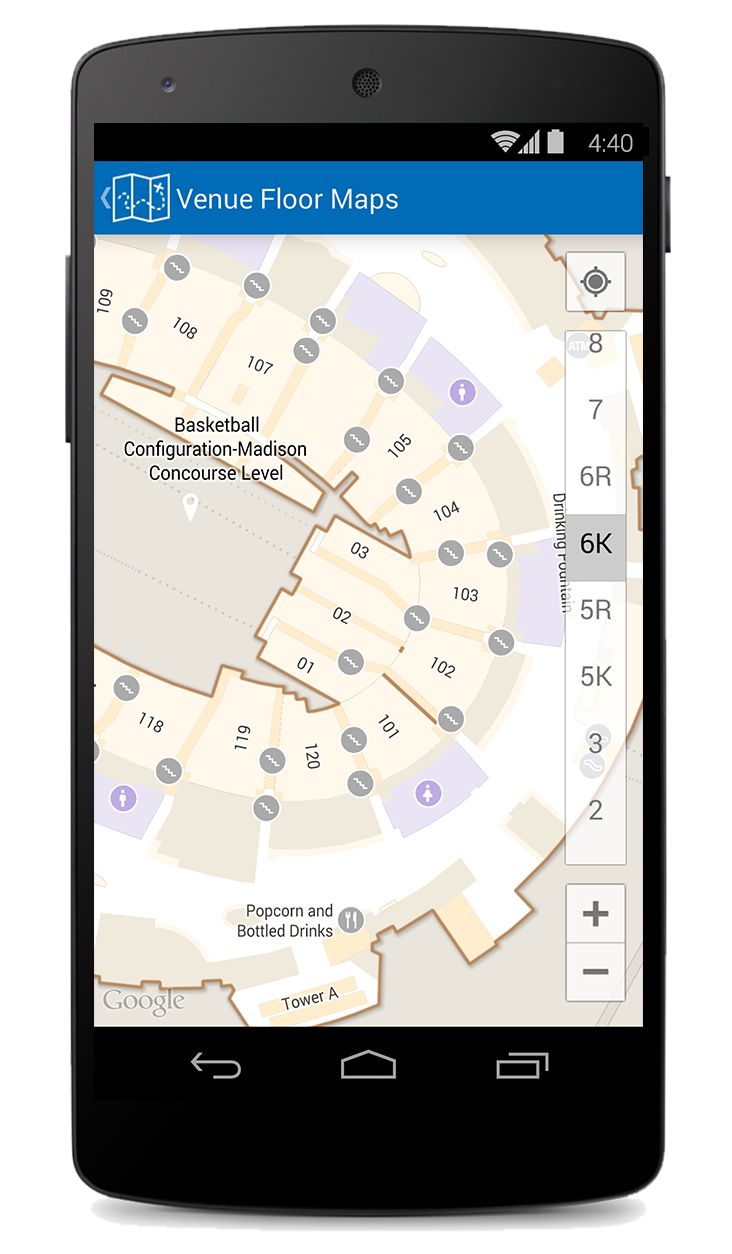 4:40
Venue Floor Maps
109
108
107
105
104
103
102
101
03
02
01
Basketball
Configuration-Madison
Concourse Level
Drinking Fountain
ATM
8
7
6R
6K
5R
5K
3
2
118
119
120
Popcorn and
Bottled Drinks
Tower A
Google
+
−